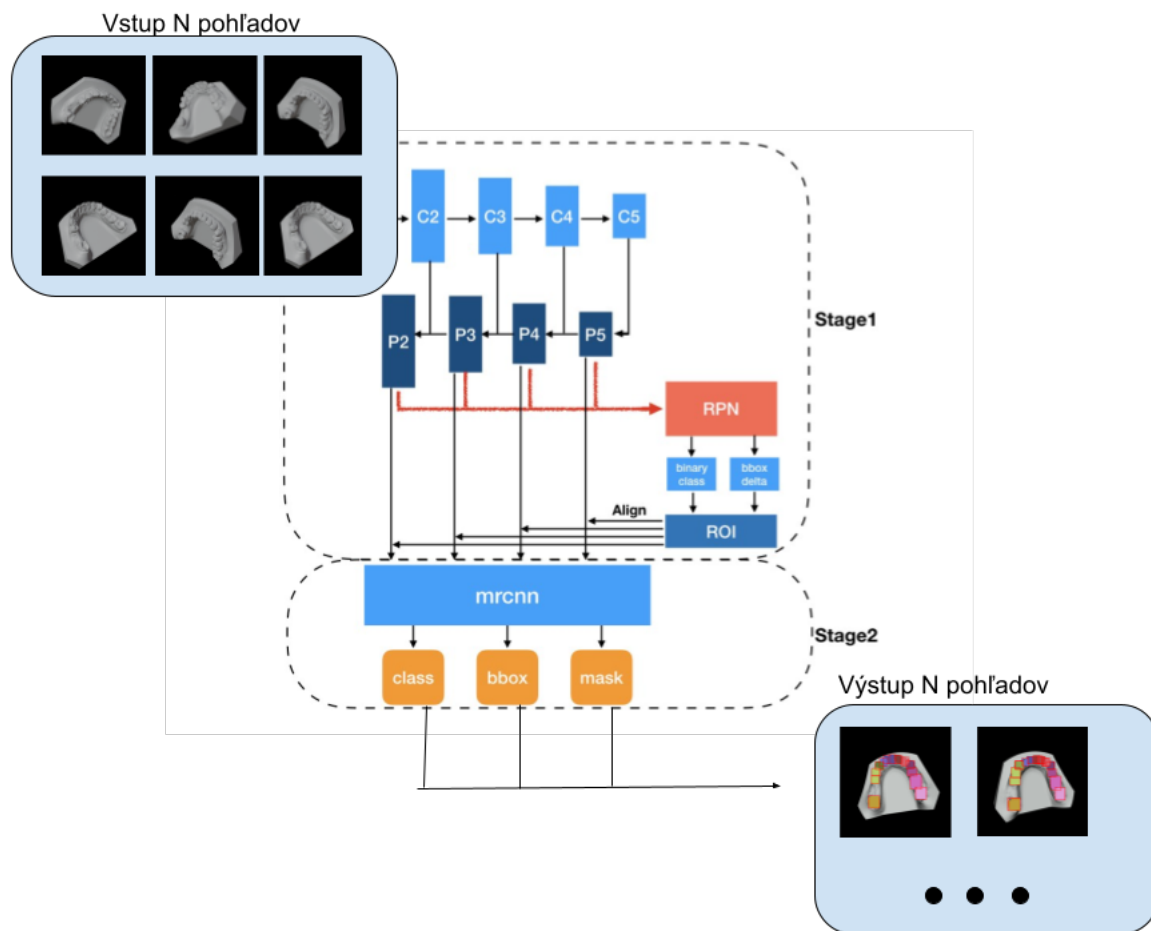 Vstup N pohľadov
C2
C3
C4
C5
P2
P3
P4
P5
Stage1
RPN
binary
class
bbox
delta
Align
ROI
mrcnn
Stage2
class
bbox
mask
Výstup N pohľadov